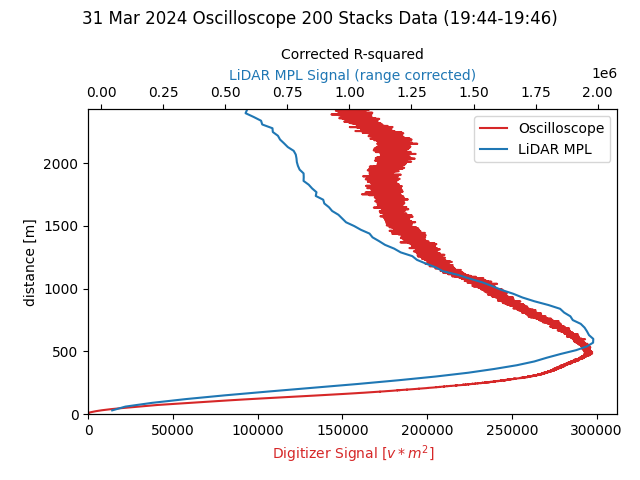 31 Mar 2024 Oscilloscope 200 Stacks Data (19:44-19:46)
Corrected R-squared
LiDAR MPL Signal (range corrected)
1e6
0.00 0.25 0.50 0.75 1.00 1.25 1.50 1.75 2.00
Oscilloscope
LiDAR MPL
2000
1500
1000
500
0
distance [m]
0 50000 100000 150000 200000 250000 300000
Digitizer Signal [v * m²]